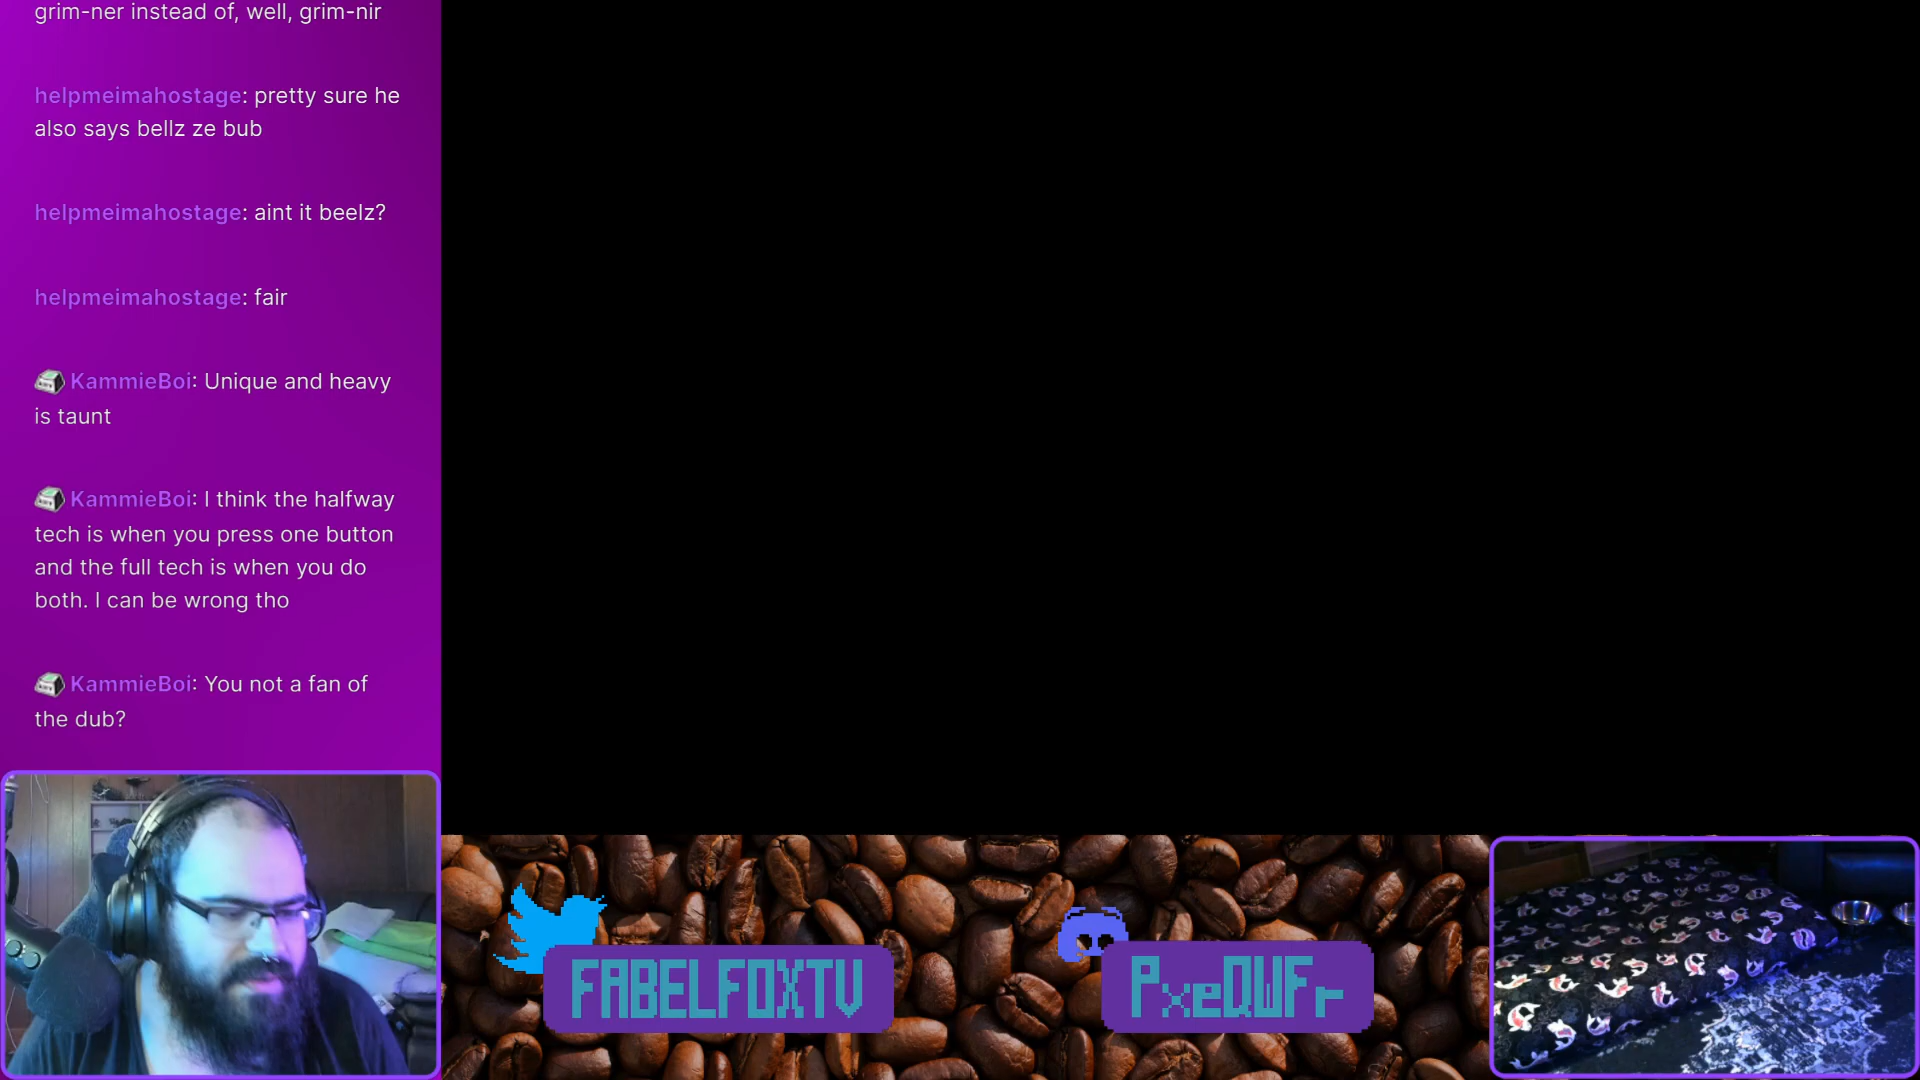 grim-ner instead of, well, grim-nir
helpmeimahostage: pretty sure he
also says bellz ze bub
helpmeimahostage: aint it beelz?
helpmeimahostage: fair
KammieBoi: Unique and heavy
is taunt
KammieBoi: I think the halfway
tech is when you press one button
and the full tech is when you do
both. I can be wrong tho
KammieBoi: You not a fan of
the dub?
FABELFOXTV
PxeQWFr